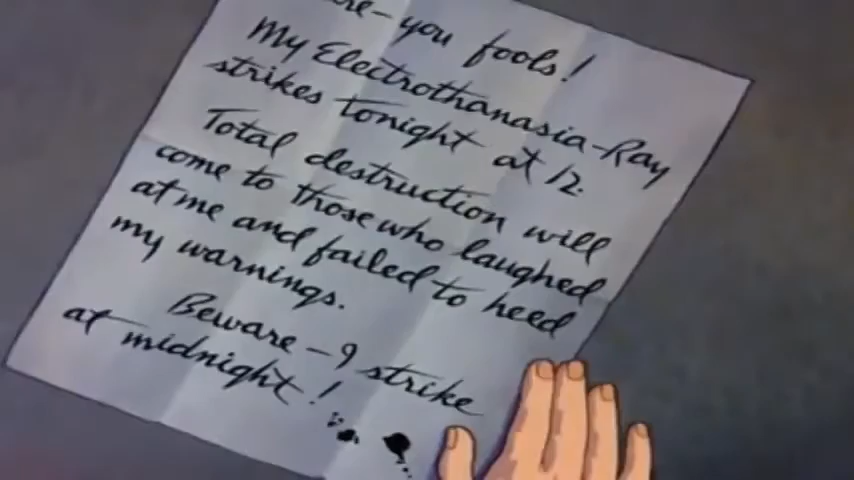 you fools!
My Electrothanasia-Ray
strikes tonight at 12.
Total destruction will
come to those who laughed
at me and failed to heed
my warnings.
Beware – I strike
at midnight!